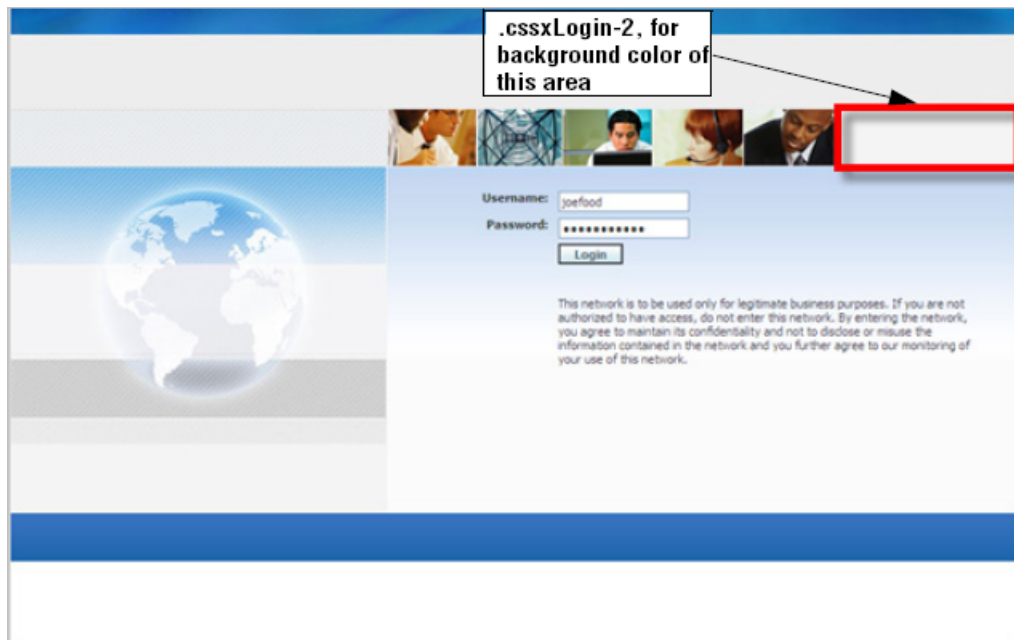 .cssxLogin-2, for
background color of
this area
Username: joefood
Password: ●●●●●●●●●●●
Login
This network is to be used only for legitimate business purposes. If you are not
authorized to have access, do not enter this network. By entering the network,
you agree to maintain its confidentiality and not to disclose or misuse the
information contained in the network and you further agree to our monitoring of
your use of this network.